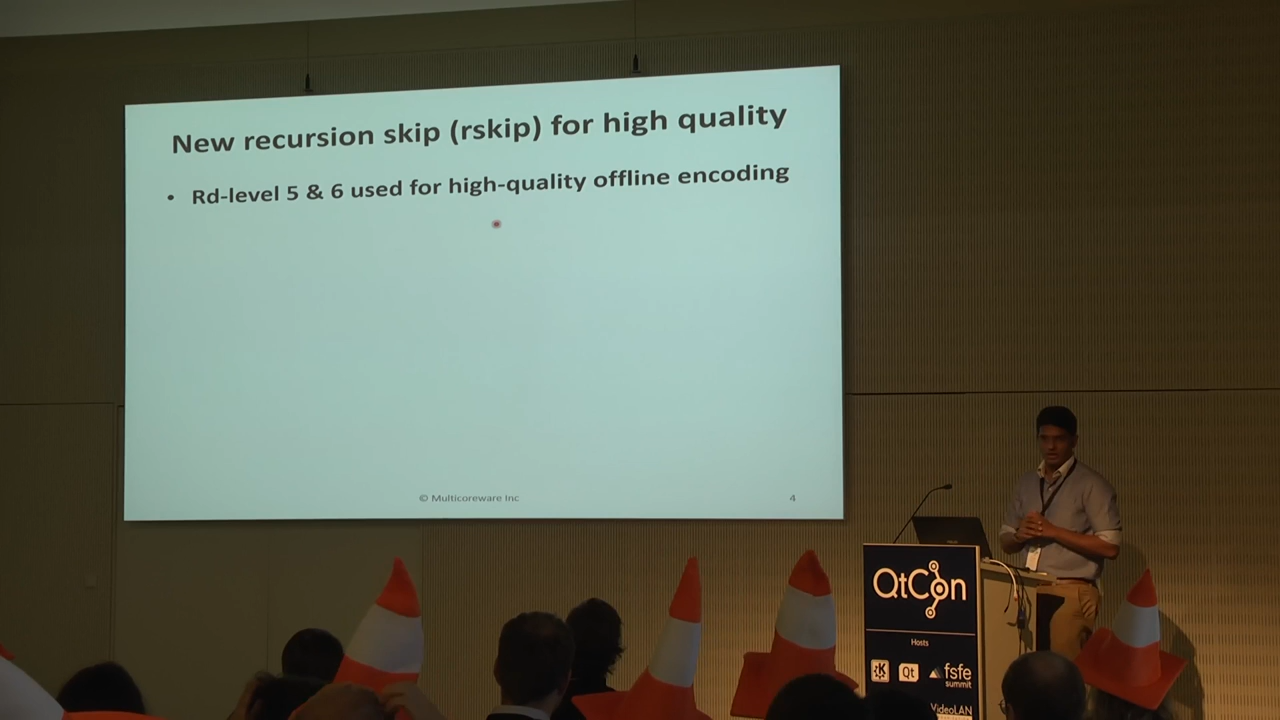 New recursion skip (rskip) for high quality
• Rd-level 5 & 6 used for high-quality offline encoding
© Multicoreware Inc
4
QtCon
Hosts
Qt
fsfe
summit
VideoLAN